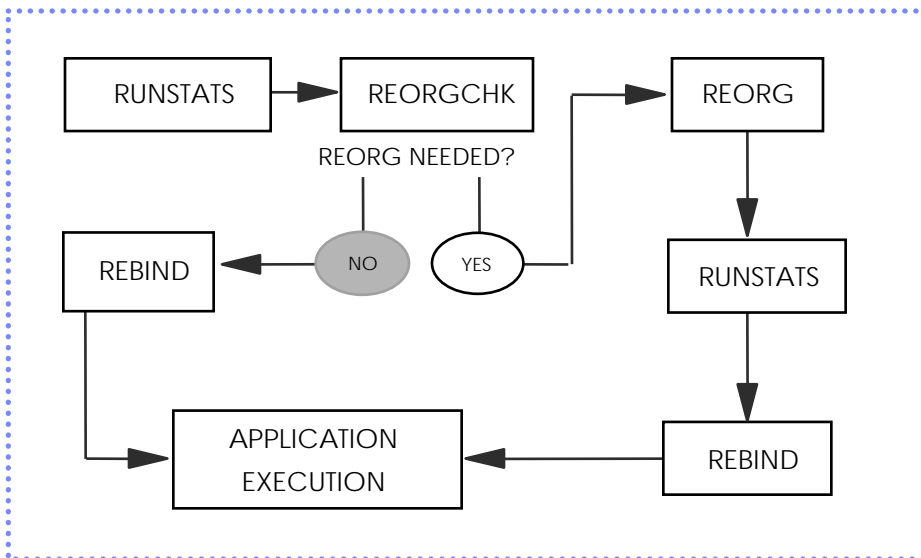 RUNSTATS
REORGCHK
REORG
REORG NEEDED?
NO
YES
REBIND
RUNSTATS
APPLICATION
EXECUTION
REBIND